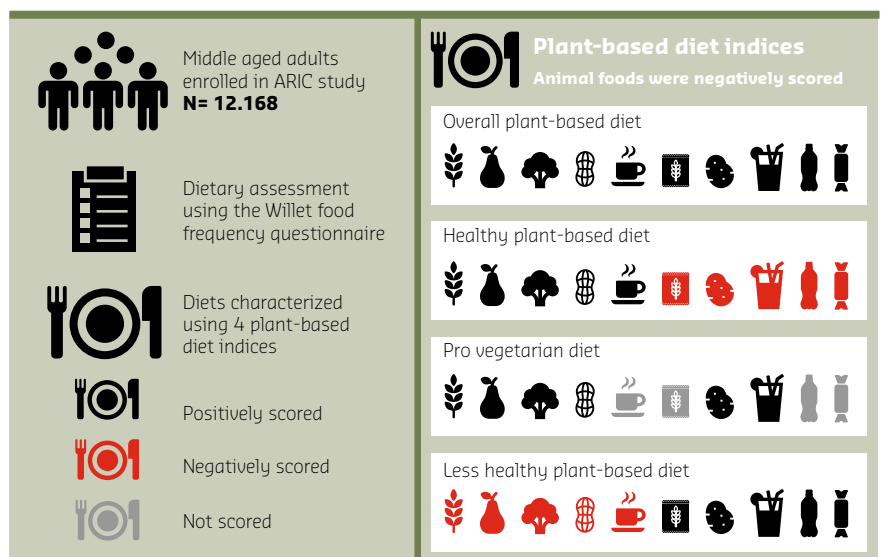 Middle aged adults
enrolled in ARIC study
N= 12.168
Dietary assessment
using the Willet food
frequency questionnaire
Diets characterized
using 4 plant-based
diet indices
Positively scored
Negatively scored
Not scored
Plant-based diet indices
Animal foods were negatively scored
Overall plant-based diet
Healthy plant-based diet
Pro vegetarian diet
Less healthy plant-based diet